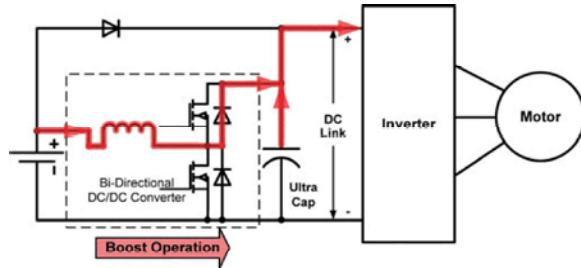 +
DC
Link
-
Inverter
Motor
+
-
Bi-Directional
DC/DC Converter
Ultra
Cap
Boost Operation